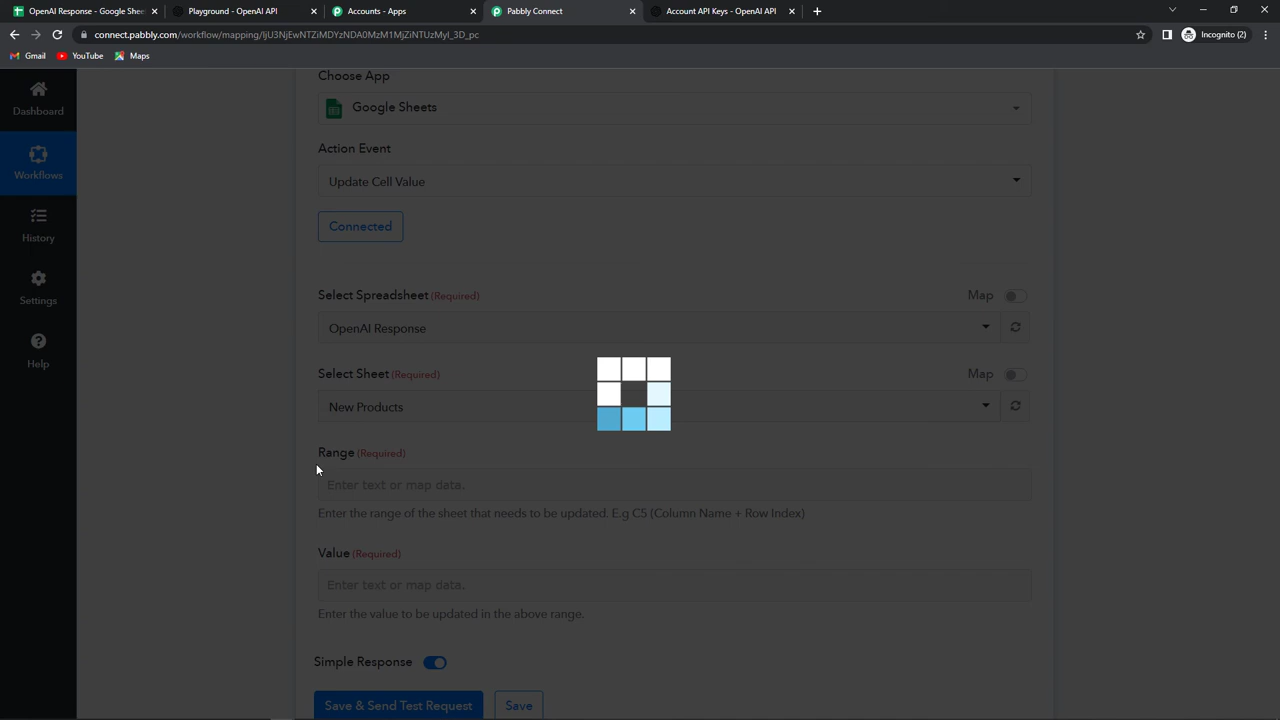 OpenAI Response - Google Shee
Playground - OpenAI API
Accounts - Apps
Pabbly Connect
Account API Keys - OpenAI API
connect.pabbly.com/workflow/mapping/IjU3NjEwNTZiMDYzNDA0MzM1MjZiNTUzMyI_3D_pc
Incognito (2)
Gmail
YouTube
Maps
Dashboard
Workflows
History
Settings
Help
Choose App
Google Sheets
Action Event
Update Cell Value
Connected
Select Spreadsheet (Required)
Map
OpenAI Response
Select Sheet (Required)
Map
New Products
Range (Required)
Enter text or map data.
Enter the range of the sheet that needs to be updated. E.g C5 (Column Name + Row Index)
Value (Required)
Enter text or map data.
Enter the value to be updated in the above range.
Simple Response
Save & Send Test Request
Save